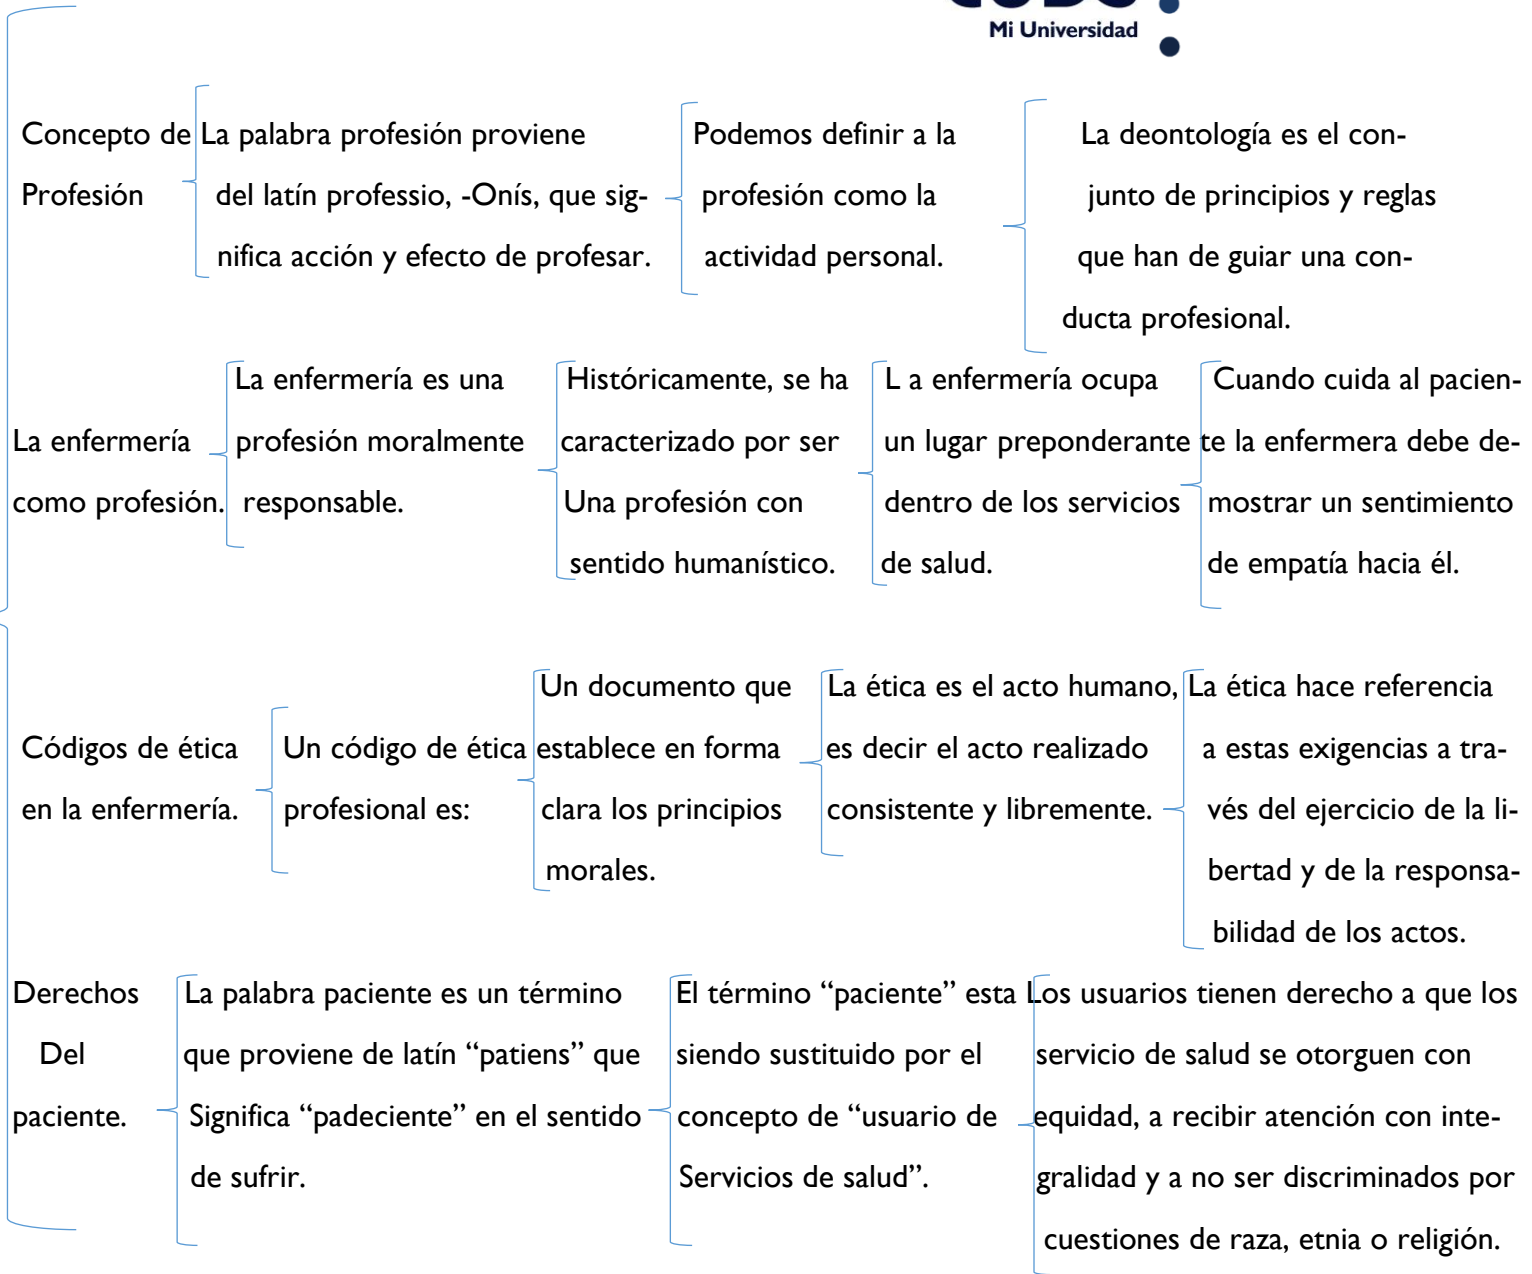 Mi Universidad
Concepto de
Profesión
La palabra profesión proviene
del latín professio, -Onís, que sig-
nifica acción y efecto de profesar.
Podemos definir a la
profesión como la
actividad personal.
La deontología es el con-
junto de principios y reglas
que han de guiar una con-
ducta profesional.
La enfermería
como profesión.
La enfermería es una
profesión moralmente
responsable.
Históricamente, se ha
caracterizado por ser
Una profesión con
sentido humanístico.
L a enfermería ocupa
un lugar preponderante
dentro de los servicios
de salud.
Cuando cuida al pacien-
te la enfermera debe de-
mostrar un sentimiento
de empatía hacia él.
Códigos de ética
en la enfermería.
Un código de ética
profesional es:
Un documento que
establece en forma
clara los principios
morales.
La ética es el acto humano,
es decir el acto realizado
consistente y libremente.
La ética hace referencia
a estas exigencias a tra-
vés del ejercicio de la li-
bertad y de la responsa-
bilidad de los actos.
Derechos
Del
paciente.
La palabra paciente es un término
que proviene de latín “patiens” que
Significa “padeciente” en el sentido
de sufrir.
El término “paciente” esta
siendo sustituido por el
concepto de “usuario de
Servicios de salud”.
Los usuarios tienen derecho a que los
servicio de salud se otorguen con
equidad, a recibir atención con inte-
gralidad y a no ser discriminados por
cuestiones de raza, etnia o religión.